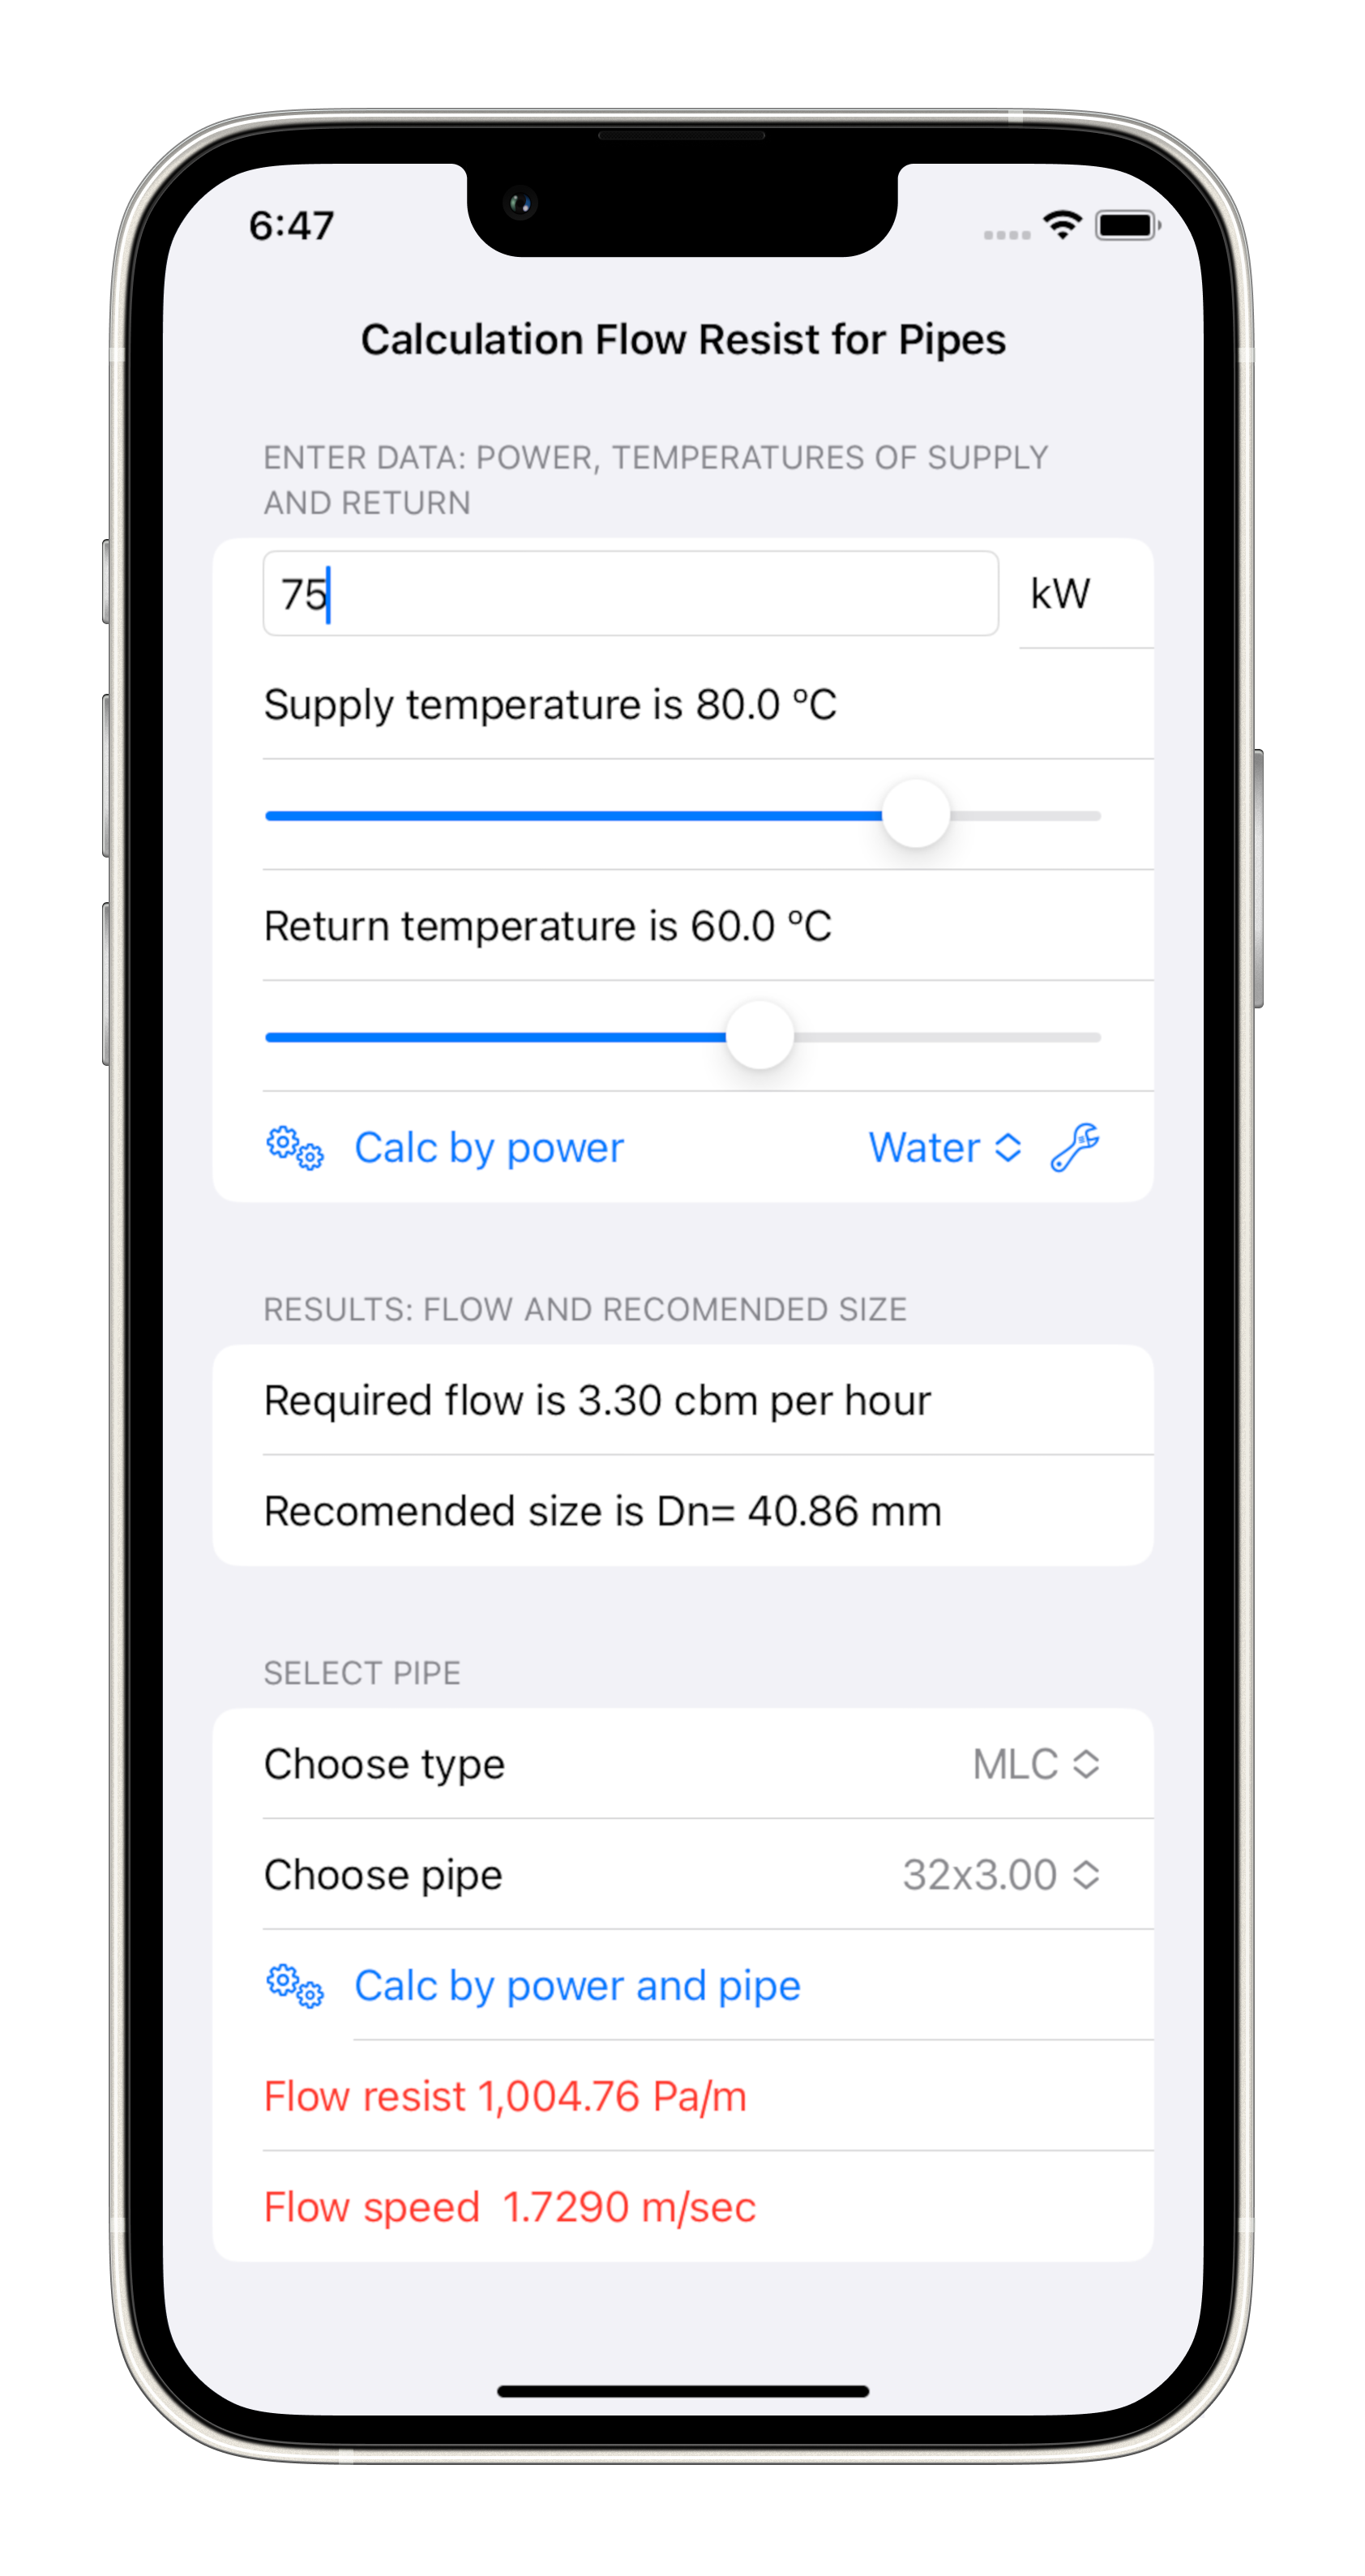 6:47
Calculation Flow Resist for Pipes
ENTER DATA: POWER, TEMPERATURES OF SUPPLY
AND RETURN
75 kW
Supply temperature is 80.0 ºC
Return temperature is 60.0 ºC
Calc by power Water
RESULTS: FLOW AND RECOMENDED SIZE
Required flow is 3.30 cbm per hour
Recomended size is Dn= 40.86 mm
SELECT PIPE
Choose type MLC
Choose pipe 32x3.00
Calc by power and pipe
Flow resist 1,004.76 Pa/m
Flow speed  1.7290 m/sec